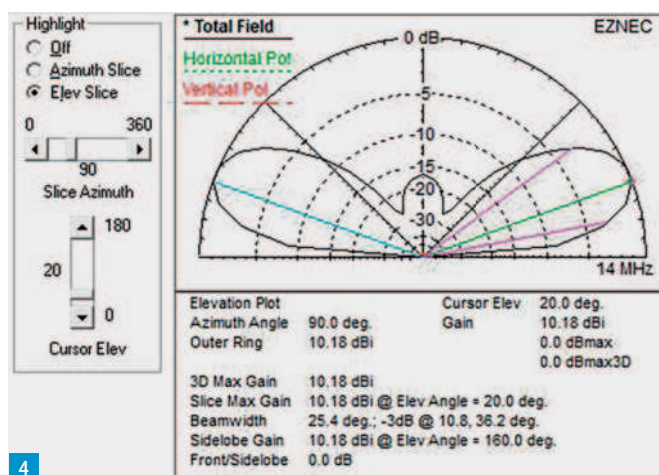 Highlight
Off
Azimuth Slice
Elev Slice
0 360
90
Slice Azimuth
180
20
0
Cursor Elev
* Total Field
0 dB
EZNEC
Horizontal Pol
Vertical Pol
-5
-10
-15
-20
-30
14 MHz
Elevation Plot
Cursor Elev 20.0 deg.
Azimuth Angle 90.0 deg.
Gain 10.18 dBi
Outer Ring 10.18 dBi
0.0 dBmax
0.0 dBmax3D
3D Max Gain 10.18 dBi
Slice Max Gain 10.18 dBi @ Elev Angle = 20.0 deg.
Beamwidth 25.4 deg.; -3dB @ 10.8, 36.2 deg.
Sidelobe Gain 10.18 dBi @ Elev Angle = 160.0 deg.
Front/Sidelobe 0.0 dB
4